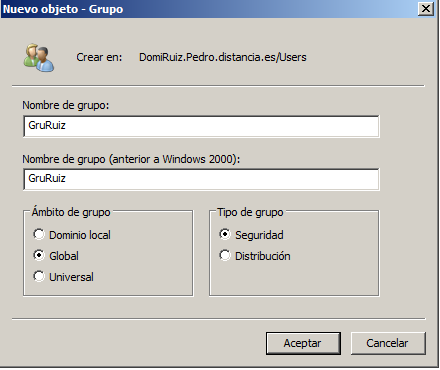 Nuevo objeto - Grupo
Crear en: DomiRuiz.Pedro.distancia.es/Users
Nombre de grupo:
GruRuiz
Nombre de grupo (anterior a Windows 2000):
GruRuiz
Ámbito de grupo
Dominio local
Global
Universal
Tipo de grupo
Seguridad
Distribución
Aceptar
Cancelar